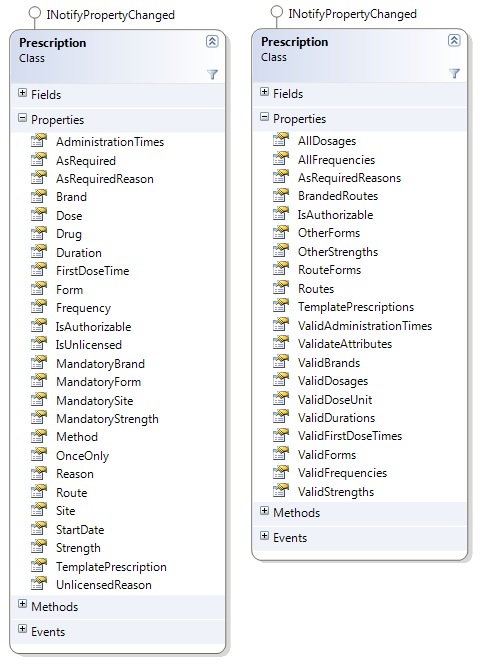 INotifyPropertyChanged
Prescription
Class
Fields
Properties
AdministrationTimes
AsRequired
AsRequiredReason
Brand
Dose
Drug
Duration
FirstDoseTime
Form
Frequency
IsAuthorizable
IsUnlicensed
MandatoryBrand
MandatoryForm
MandatorySite
MandatoryStrength
Method
OnceOnly
Reason
Route
Site
StartDate
Strength
TemplatePrescription
UnlicensedReason
Methods
Events
INotifyPropertyChanged
Prescription
Class
Fields
Properties
AllDosages
AllFrequencies
AsRequiredReasons
BrandedRoutes
IsAuthorizable
OtherForms
OtherStrengths
RouteForms
Routes
TemplatePrescriptions
ValidAdministrationTimes
ValidateAttributes
ValidBrands
ValidDosages
ValidDoseUnit
ValidDurations
ValidFirstDoseTimes
ValidForms
ValidFrequencies
ValidStrengths
Methods
Events